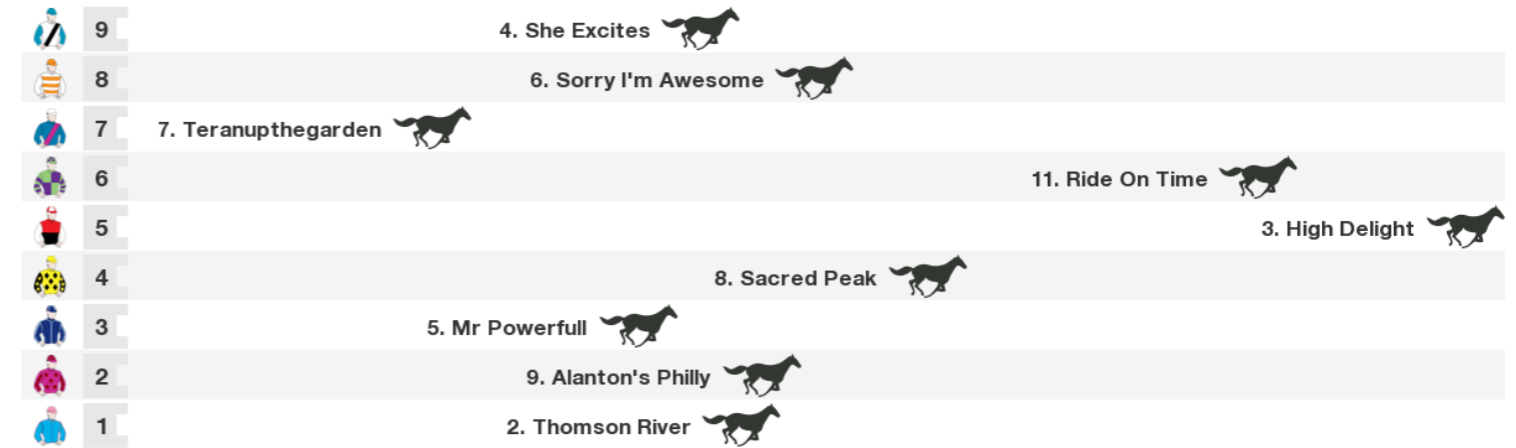 9 4. She Excites
8 6. Sorry I'm Awesome
7 7. Teranupthegarden
6 11. Ride On Time
5 3. High Delight
4 8. Sacred Peak
3 5. Mr Powerfull
2 9. Alanton's Philly
1 2. Thomson River